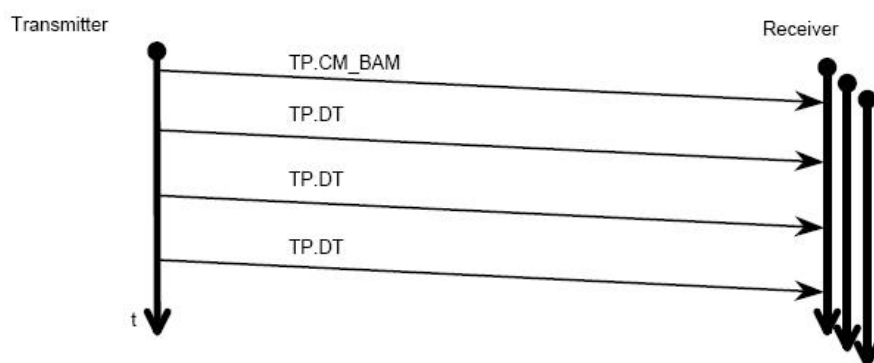 Transmitter
Receiver
TP.CM_BAM
TP.DT
TP.DT
TP.DT
t